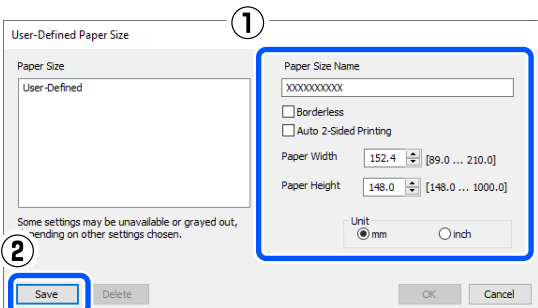 ①
User-Defined Paper Size
Paper Size
User-Defined
Some settings may be unavailable or grayed out,
depending on other settings chosen.
Paper Size Name
XXXXXXXXXX
Borderless
Auto 2-Sided Printing
Paper Width 152.4 [89.0 ... 210.0]
Paper Height 148.0 [148.0 ... 1000.0]
Unit
mm inch
②
Save Delete OK Cancel